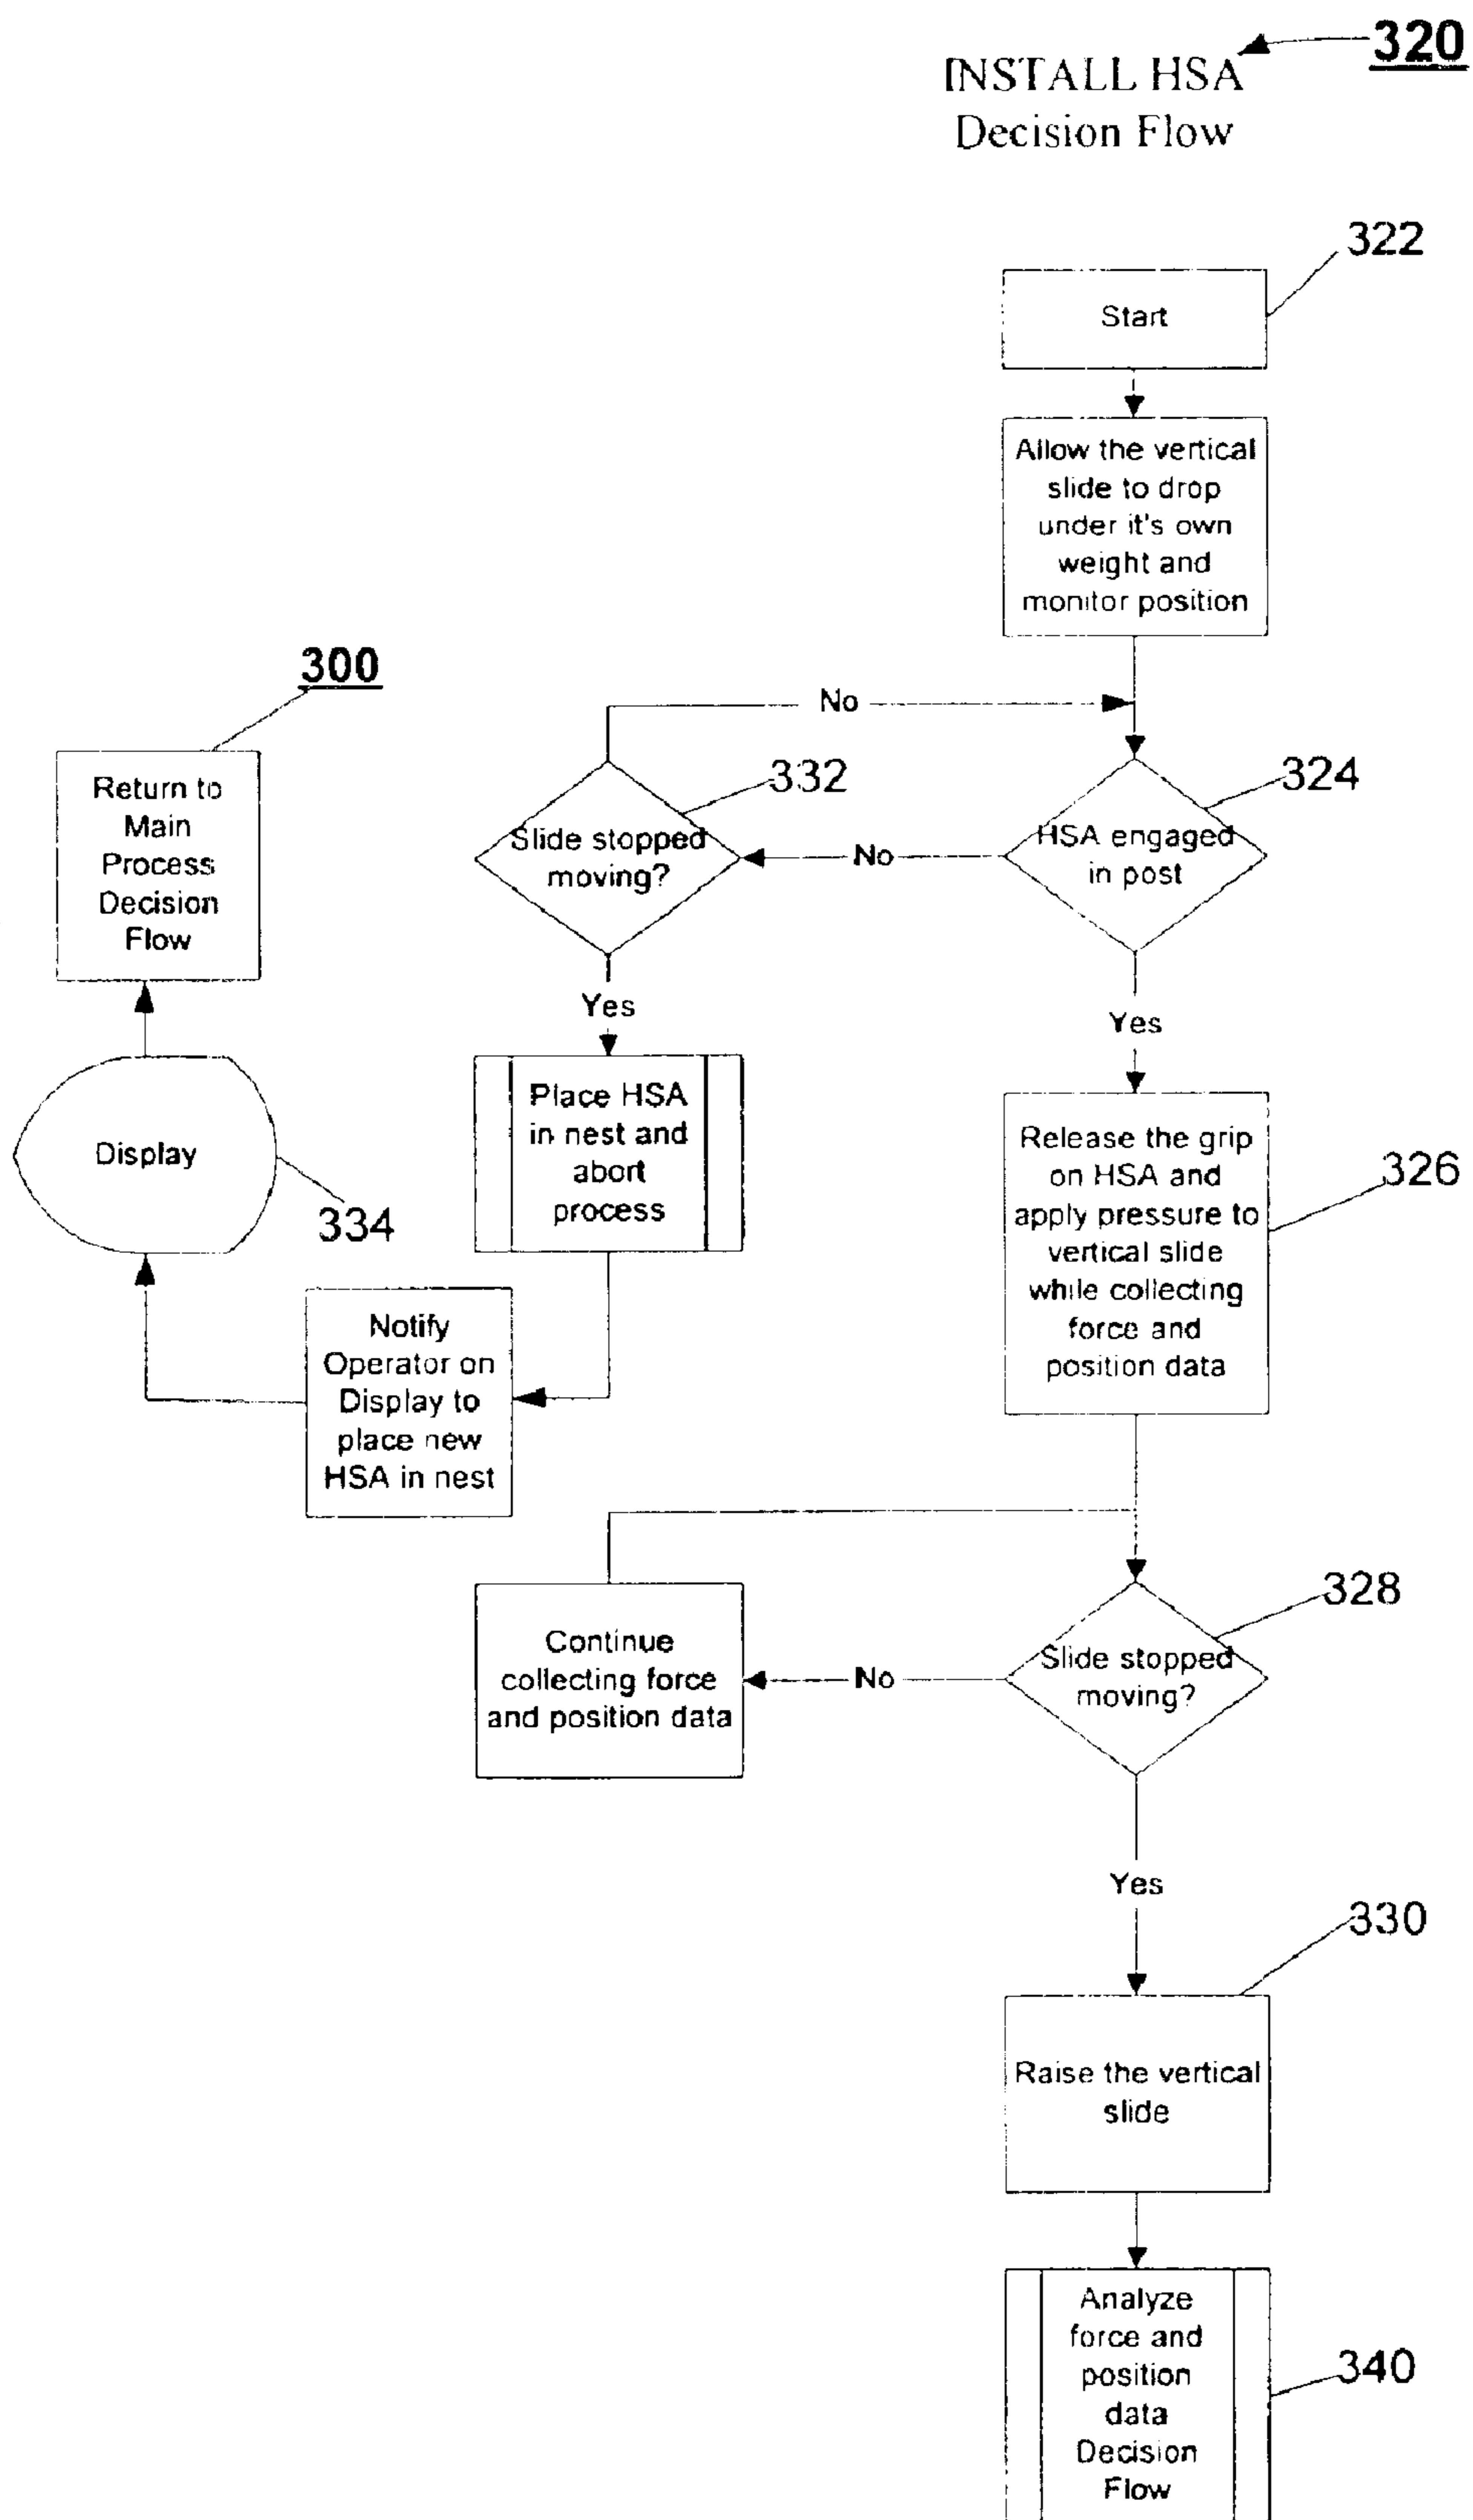 320
INSTALL HSA
Decision Flow
322
Start
Allow the vertical
slide to drop
under it's own
weight and
monitor position
300
Return to
Main
Process
Decision
Flow
No
332
Slide stopped
moving?
No
324
HSA engaged
in post
Yes
Yes
Place HSA
in nest and
abort
process
Display
334
Release the grip
on HSA and
apply pressure to
vertical slide
while collecting
force and
position data
326
Notify
Operator on
Display to
place new
HSA in nest
Continue
collecting force
and position data
No
328
Slide stopped
moving?
Yes
330
Raise the vertical
slide
Analyze
force and
position
data
Decision
Flow
340